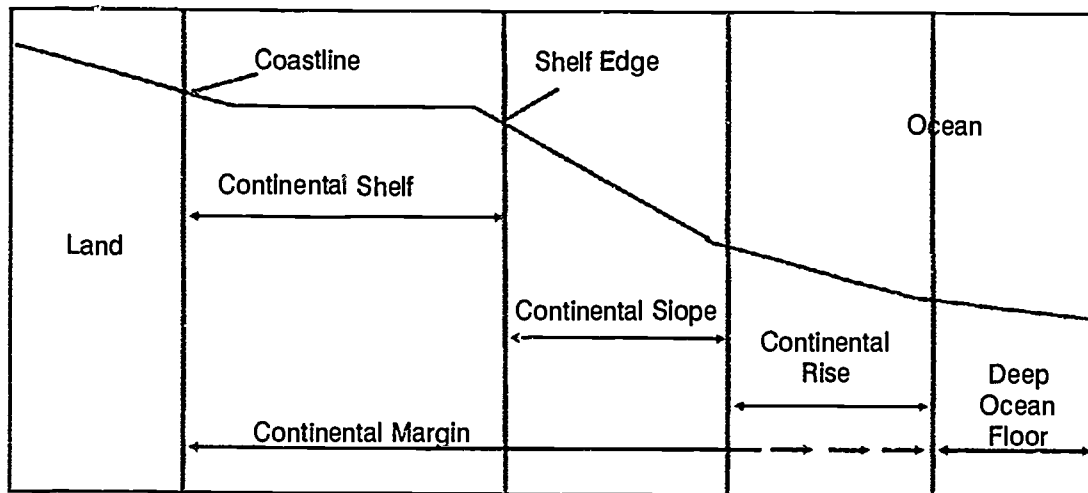 Coastline
Shelf Edge
Ocean
Continental Shelf
Land
Continental Slope
Continental
Rise
Deep
Ocean
Floor
Continental Margin